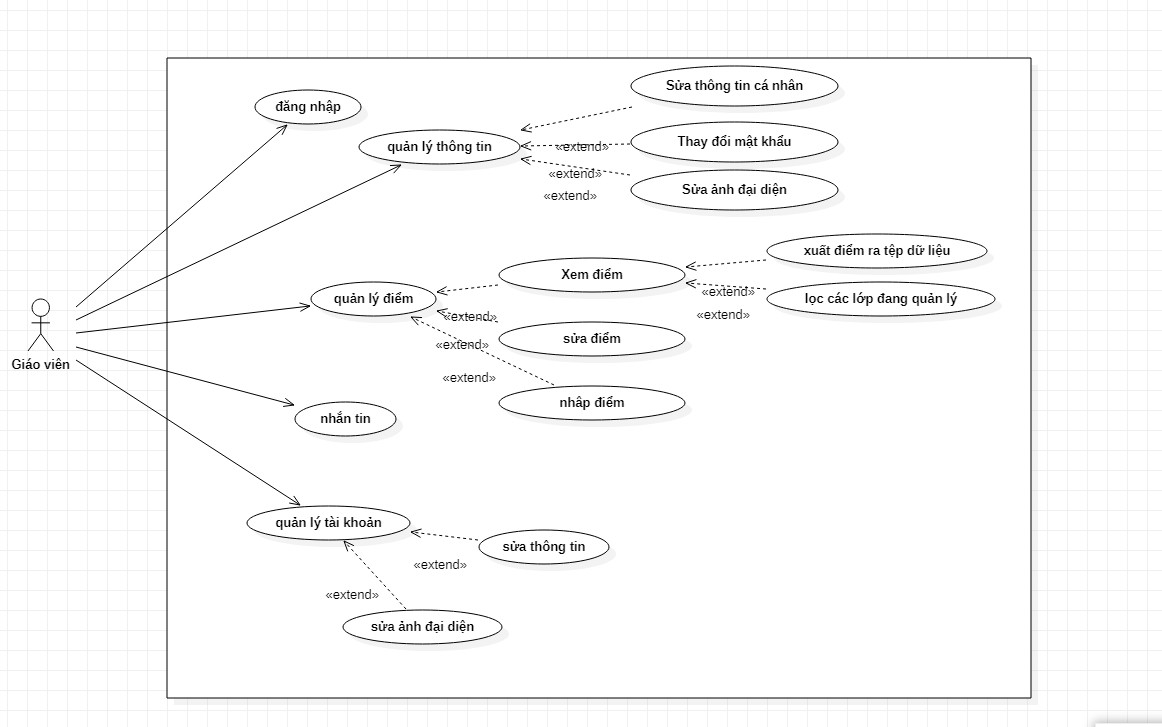 Sửa thông tin cá nhân
đăng nhập
Thay đổi mật khẩu
quản lý thông tin
«extend»
«extend»
Sửa ảnh đại diện
«extend»
xuất điểm ra tệp dữ liệu
Xem điểm
quản lý điểm
«extend»
lọc các lớp đang quản lý
«extend»
«extend»
sửa điểm
«extend»
Giáo viên
«extend»
nhâp điểm
nhắn tin
quản lý tài khoản
sửa thông tin
«extend»
«extend»
sửa ảnh đại diện